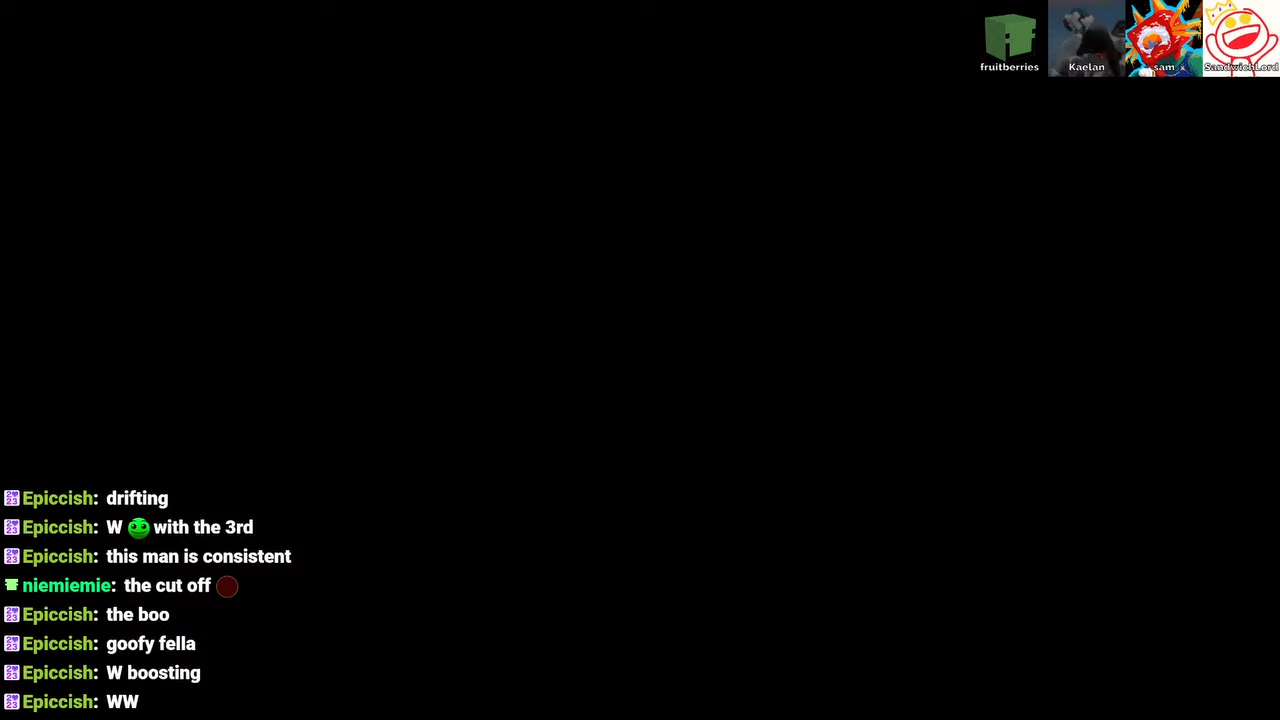 fruitberries
Kaelan
sam_x
SandwichLord
Epiccish: drifting
Epiccish: W with the 3rd
Epiccish: this man is consistent
niemiemie: the cut off
Epiccish: the boo
Epiccish: goofy fella
Epiccish: W boosting
Epiccish: WW